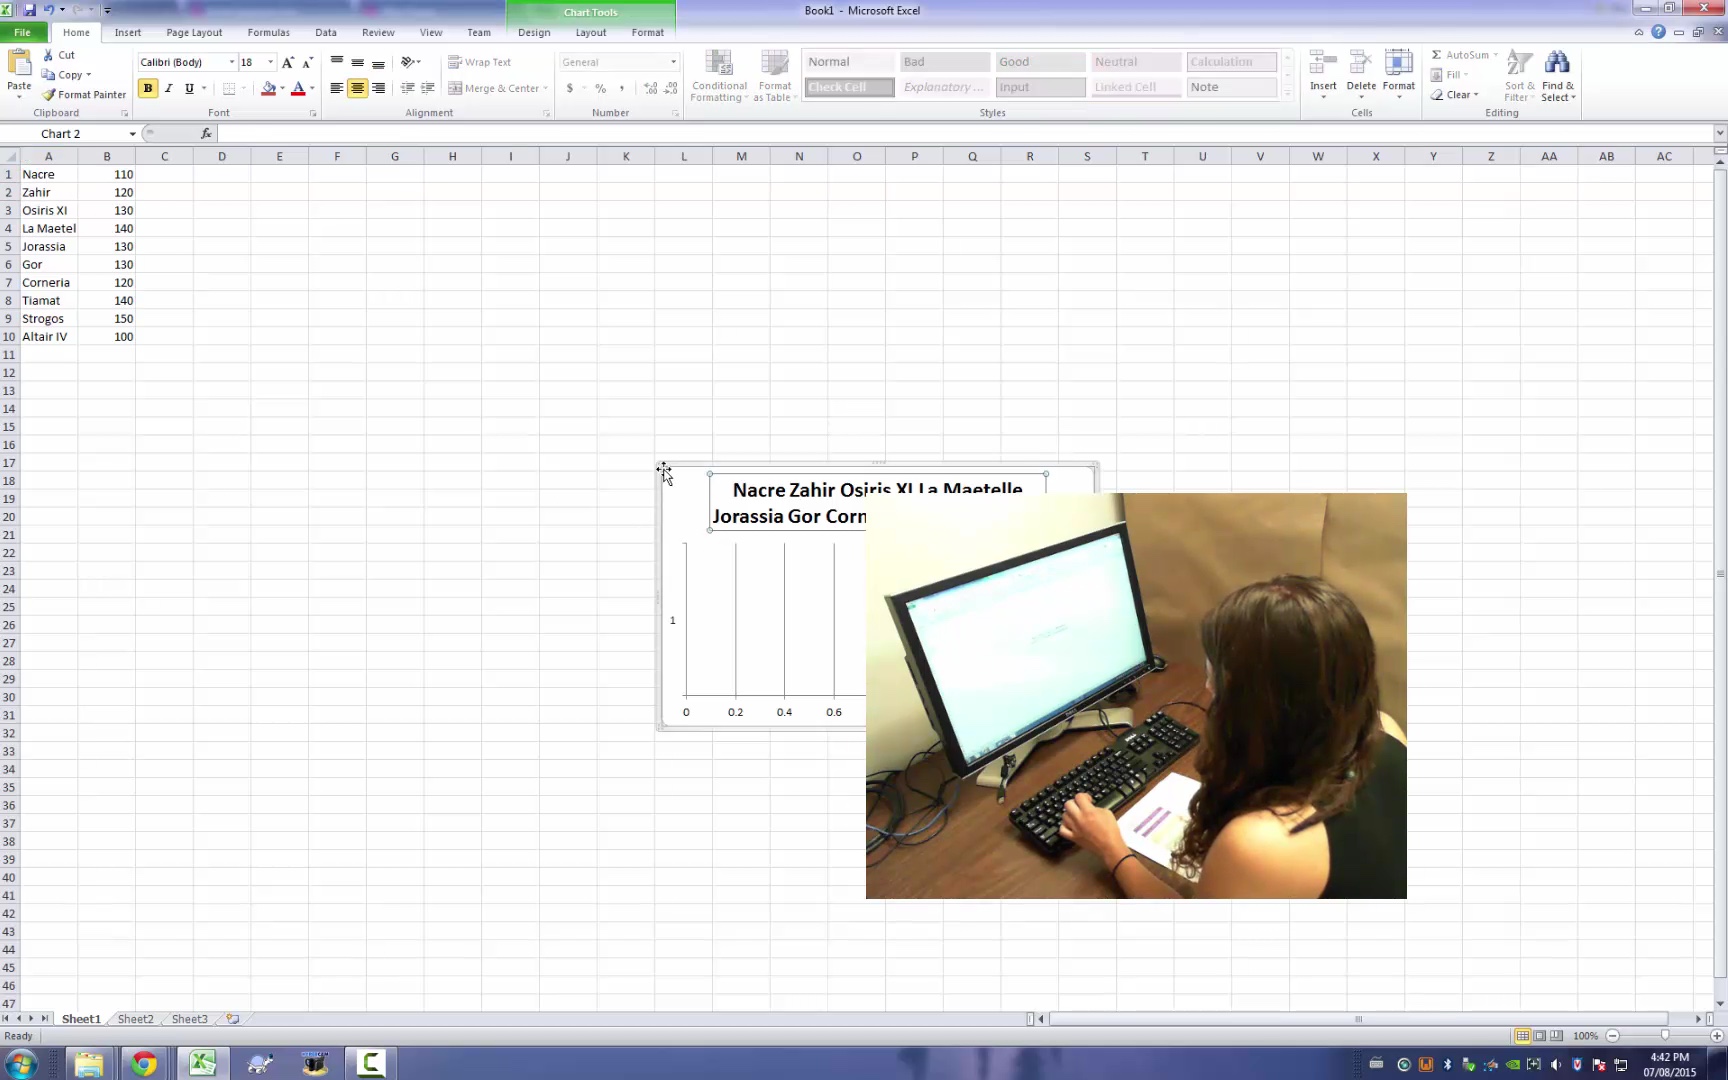 Chart Tools
Book1 - Microsoft Excel
File Home Insert Page Layout Formulas Data Review View Team Design Layout Format
Paste
Cut
Copy
Format Painter
Clipboard
Calibri (Body) 18
B I U A
Font
Wrap Text
Merge & Center
Alignment
General
$ % ,
Number
Conditional Formatting
Format as Table
Normal Bad Good Neutral Calculation
Check Cell Explanatory ... Input Linked Cell Note
Styles
Insert Delete Format
Cells
AutoSum
Fill
Clear
Sort & Filter
Find & Select
Editing
Chart 2 fx
A B C D E F G H I J K L M N O P Q R S T U V W X Y Z AA AB AC
1 Nacre 110
2 Zahir 120
3 Osiris XI 130
4 La Maetel 140
5 Jorassia 130
6 Gor 130
7 Corneria 120
8 Tiamat 140
9 Strogos 150
10 Altair IV 100
11
12
13
14
15
16
17
18
19
20
21
22
23
24
25
26
27
28
29
30
31
32
33
34
35
36
37
38
39
40
41
42
43
44
45
46
47
Nacre Zahir Osiris XI La Maetelle
Jorassia Gor Corn
1
0 0.2 0.4 0.6
Sheet1 Sheet2 Sheet3
Ready
100%
4:42 PM
07/08/2015